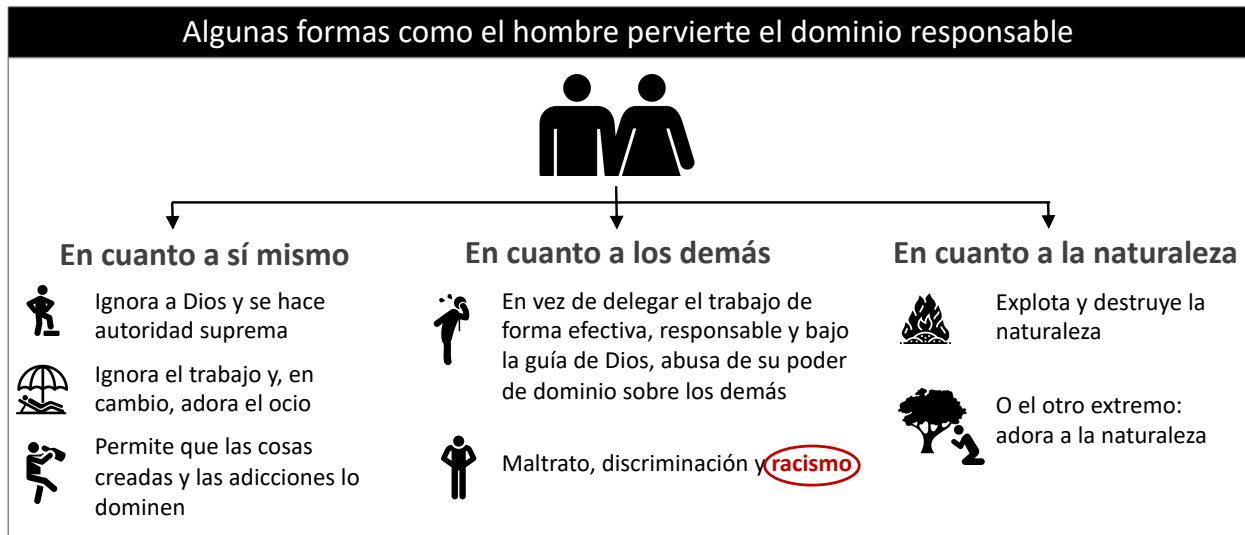 Algunas formas como el hombre pervierte el dominio responsable
En cuanto a sí mismo
Ignora a Dios y se hace
autoridad suprema
Ignora el trabajo y, en
cambio, adora el ocio
Permite que las cosas
creadas y las adicciones lo
dominen
En cuanto a los demás
En vez de delegar el trabajo de
forma efectiva, responsable y bajo
la guía de Dios, abusa de su poder
de dominio sobre los demás
Maltrato, discriminación y racismo
En cuanto a la naturaleza
Explota y destruye la
naturaleza
O el otro extremo:
adora a la naturaleza